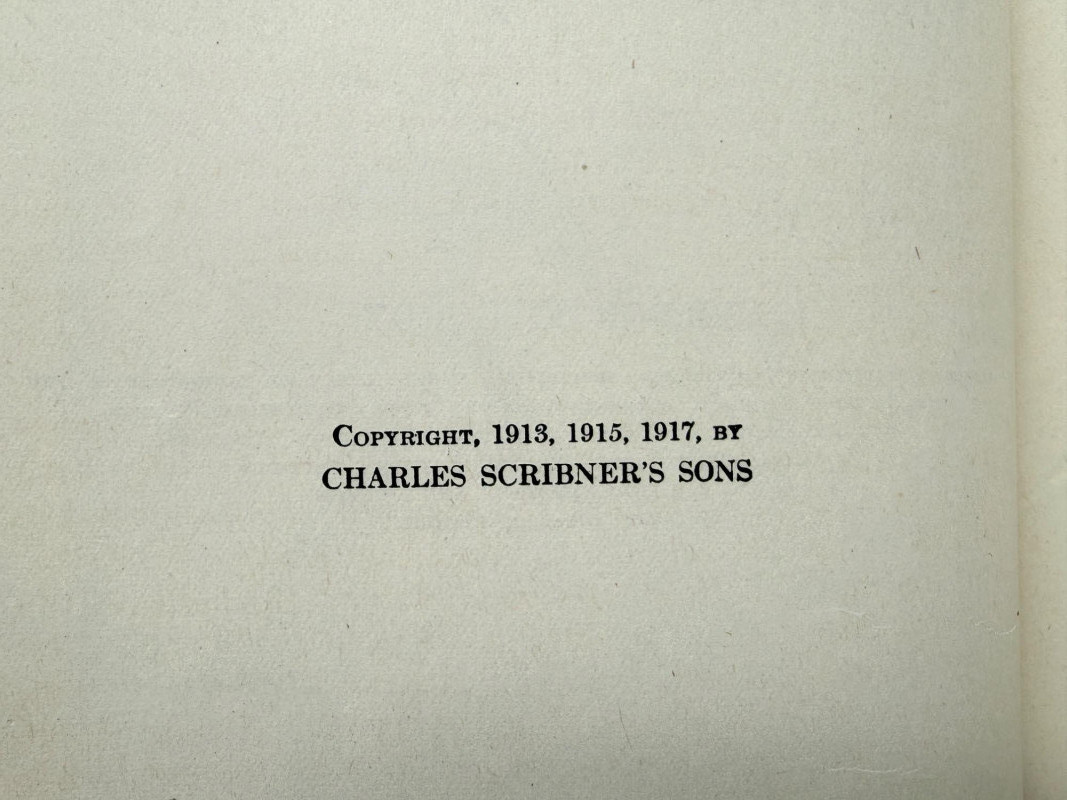 Copyright, 1913, 1915, 1917, by
CHARLES SCRIBNER'S SONS